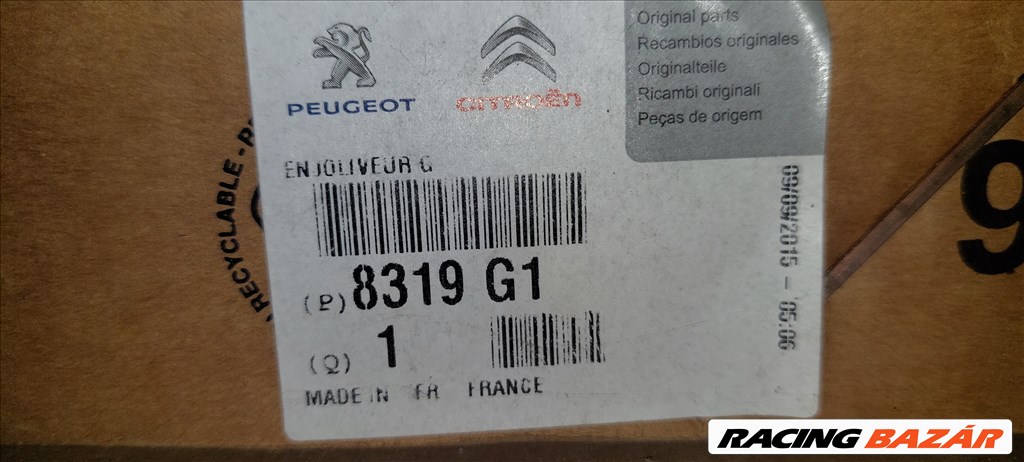 PEUGEOT
CITROËN
Original parts
Recambios originales
Originalteile
Ricambi originali
Peças de origem
ENJOLIVEUR G
(P) 8319 G1
(Q) 1
MADE IN FR FRANCE
09/09/2015 - 05:06
RECYCLABLE - R
9
RACING BAZÁR